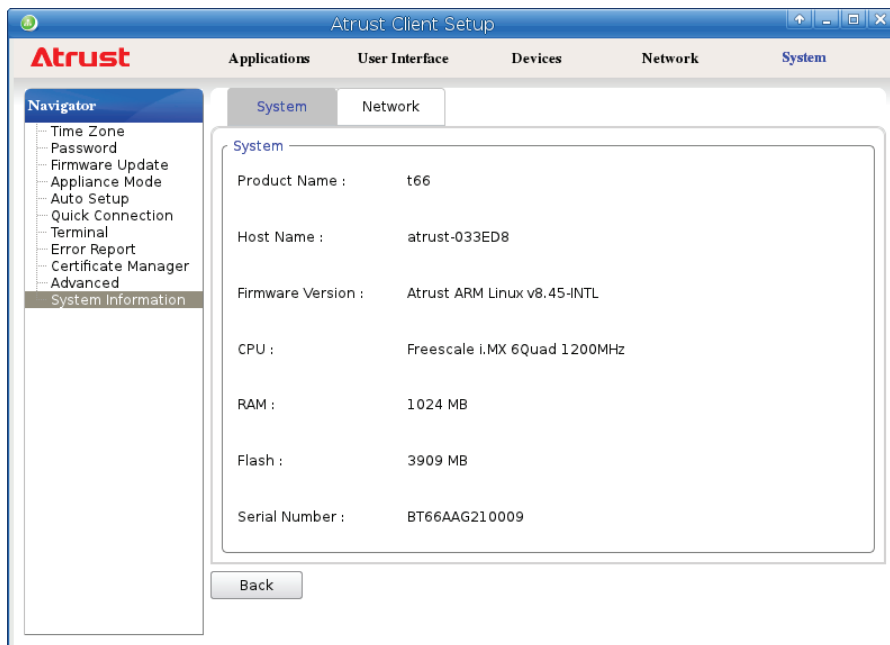 Atrust Client Setup
Atrust
Applications User Interface Devices Network System
Navigator
Time Zone
Password
Firmware Update
Appliance Mode
Auto Setup
Quick Connection
Terminal
Error Report
Certificate Manager
Advanced
System Information
System Network
System
Product Name : t66
Host Name : atrust-033ED8
Firmware Version : Atrust ARM Linux v8.45-INTL
CPU : Freescale i.MX 6Quad 1200MHz
RAM : 1024 MB
Flash : 3909 MB
Serial Number : BT66AAG210009
Back